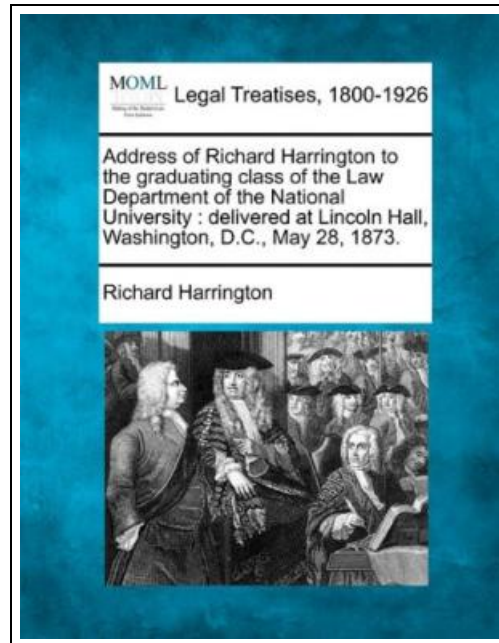 MOML
Legal Treatises, 1800-1926
Address of Richard Harrington to
the graduating class of the Law
Department of the National
University : delivered at Lincoln Hall,
Washington, D.C., May 28, 1873.
Richard Harrington